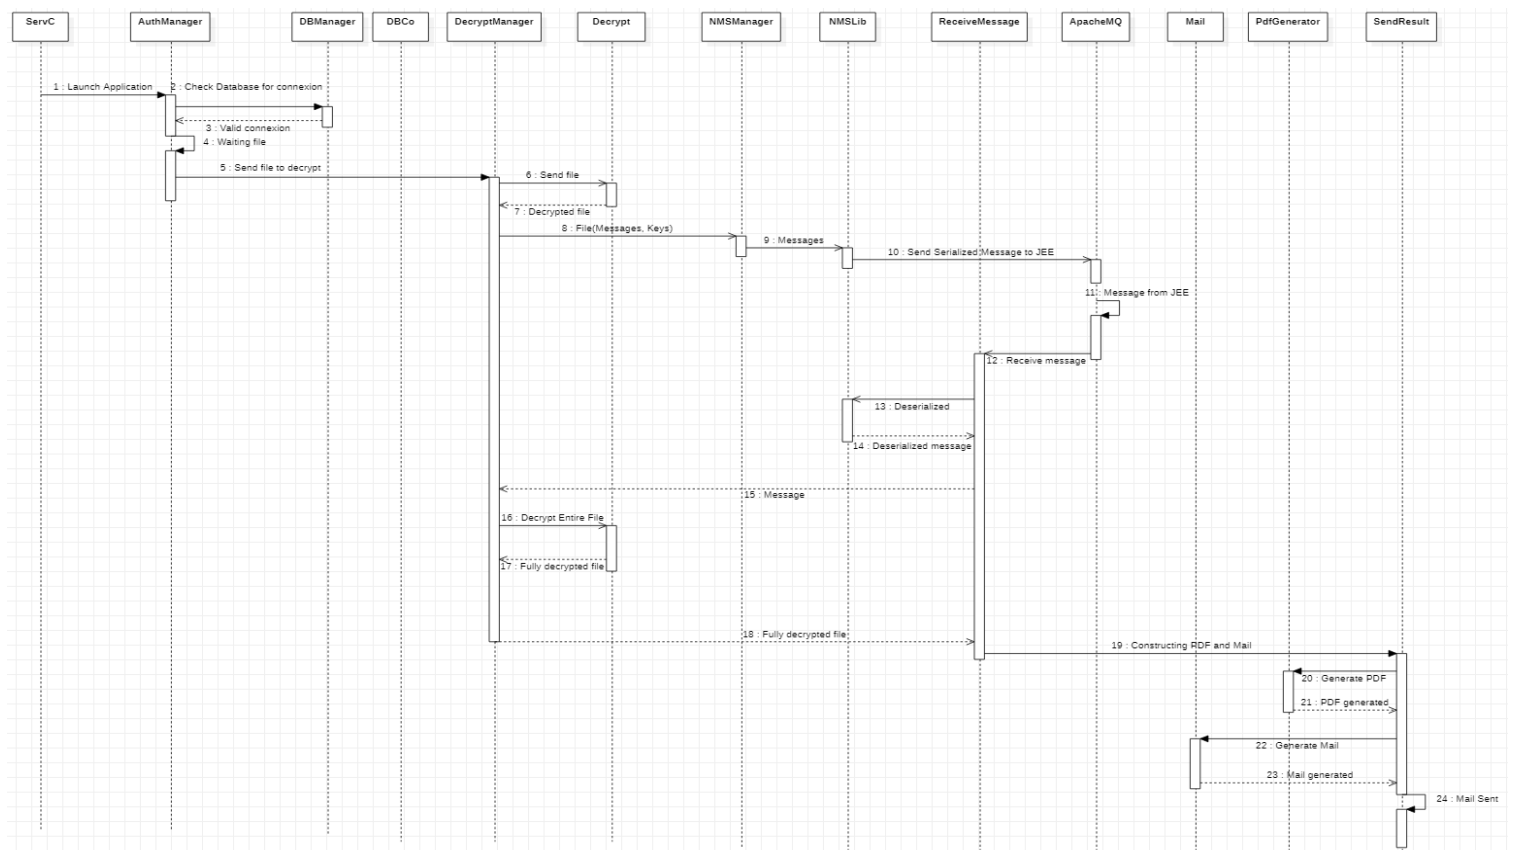 ServC
AuthManager
DBManager
DBCo
DecryptManager
Decrypt
NMSManager
NMSLib
ReceiveMessage
ApacheMQ
Mail
PdfGenerator
SendResult
1 : Launch Application
2 : Check Database for connexion
3 : Valid connexion
4 : Waiting file
5 : Send file to decrypt
6 : Send file
7 : Decrypted file
8 : File(Messages, Keys)
9 : Messages
10 : Send Serialized Message to JEE
11 : Message from JEE
12 : Receive message
13 : Deserialized
14 : Deserialized message
15 : Message
16 : Decrypt Entire File
17 : Fully decrypted file
18 : Fully decrypted file
19 : Constructing PDF and Mail
20 : Generate PDF
21 : PDF generated
22 : Generate Mail
23 : Mail generated
24 : Mail Sent